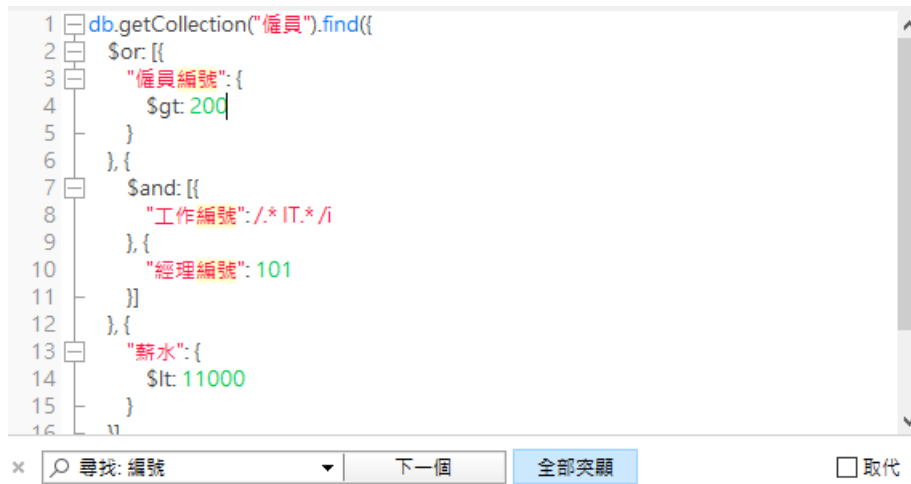 1 db.getCollection("僱員").find({
2 $or: [{
3 "僱員編號": {
4 $gt: 200
5 }
6 }, {
7 $and: [{
8 "工作編號": /.* IT.* /i
9 }, {
10 "經理編號": 101
11 }]
12 }, {
13 "薪水": {
14 $lt: 11000
15 }
16 }]
尋找: 編號 下一個 全部突顯 取代